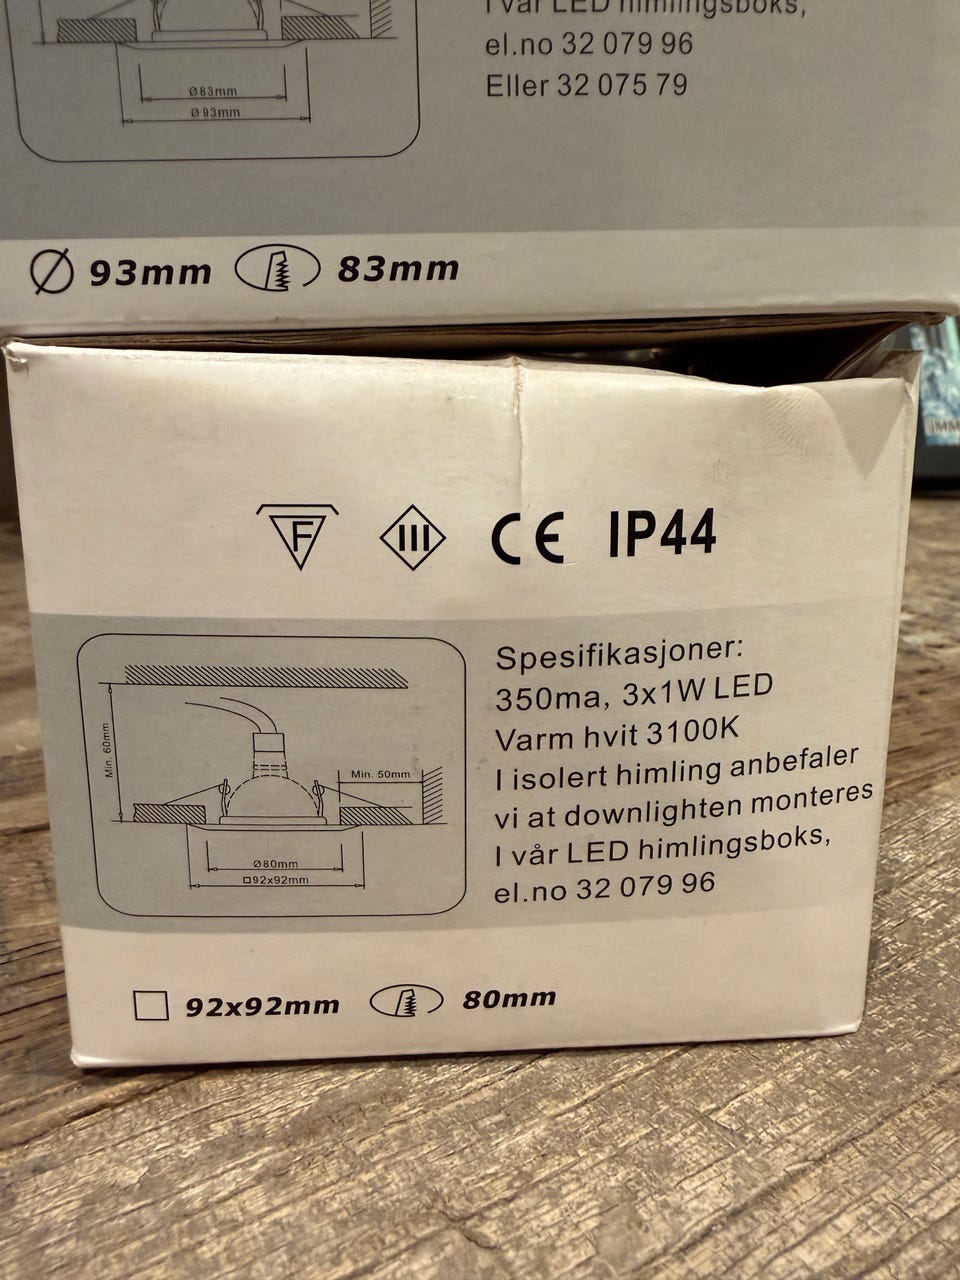 I vår LED himlingsboks,
el.no 32 079 96
Eller 32 075 79
Ø83mm
Ø93mm
Ø 93mm 83mm
F III CE IP44
Spesifikasjoner:
350ma, 3x1W LED
Varm hvit 3100K
I isolert himling anbefaler
vi at downlighten monteres
I vår LED himlingsboks,
el.no 32 079 96
Min. 60mm
Min. 50mm
Ø80mm
□92x92mm
□ 92x92mm 80mm